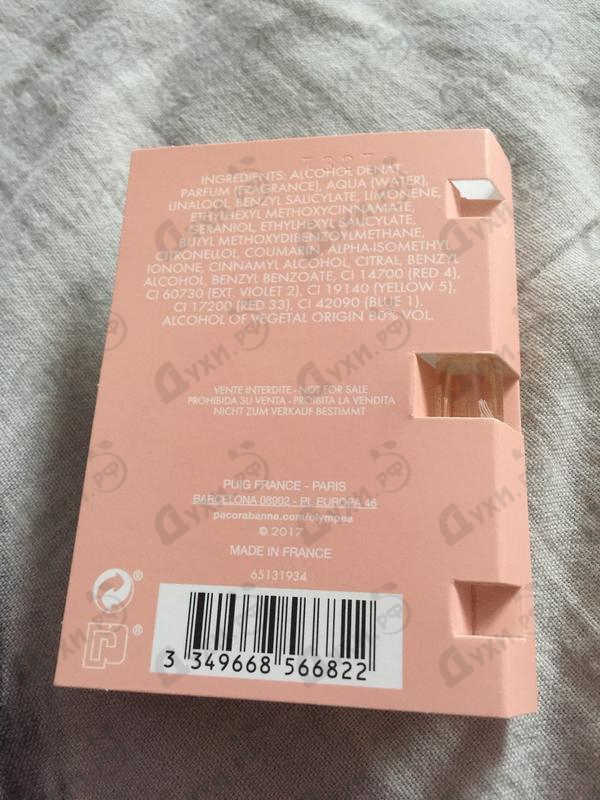 INGREDIENTS: ALCOHOL DENAT.,
PARFUM (FRAGRANCE), AQUA (WATER),
LINALOOL, BENZYL SALICYLATE, LIMONENE,
ETHYLHEXYL METHOXYCINNAMATE,
GERANIOL, ETHYLHEXYL SALICYLATE,
BUTYL METHOXYDIBENZOYLMETHANE,
CITRONELLOL, COUMARIN, ALPHA-ISOMETHYL
IONONE, CINNAMYL ALCOHOL, CITRAL, BENZYL
ALCOHOL, BENZYL BENZOATE, CI 14700 (RED 4),
CI 60730 (EXT. VIOLET 2), CI 19140 (YELLOW 5),
CI 17200 (RED 33), CI 42090 (BLUE 1).
ALCOHOL OF VEGETAL ORIGIN 80% VOL.
VENTE INTERDITE - NOT FOR SALE
PROHIBIDA SU VENTA - PROIBITA LA VENDITA
NICHT ZUM VERKAUF BESTIMMT
PUIG FRANCE - PARIS
BARCELONA 08902 - Pl. EUROPA 46
pacorabanne.com/olympea
© 2017
MADE IN FRANCE
65131934
®
®
3 349668 566822
Духи.рф